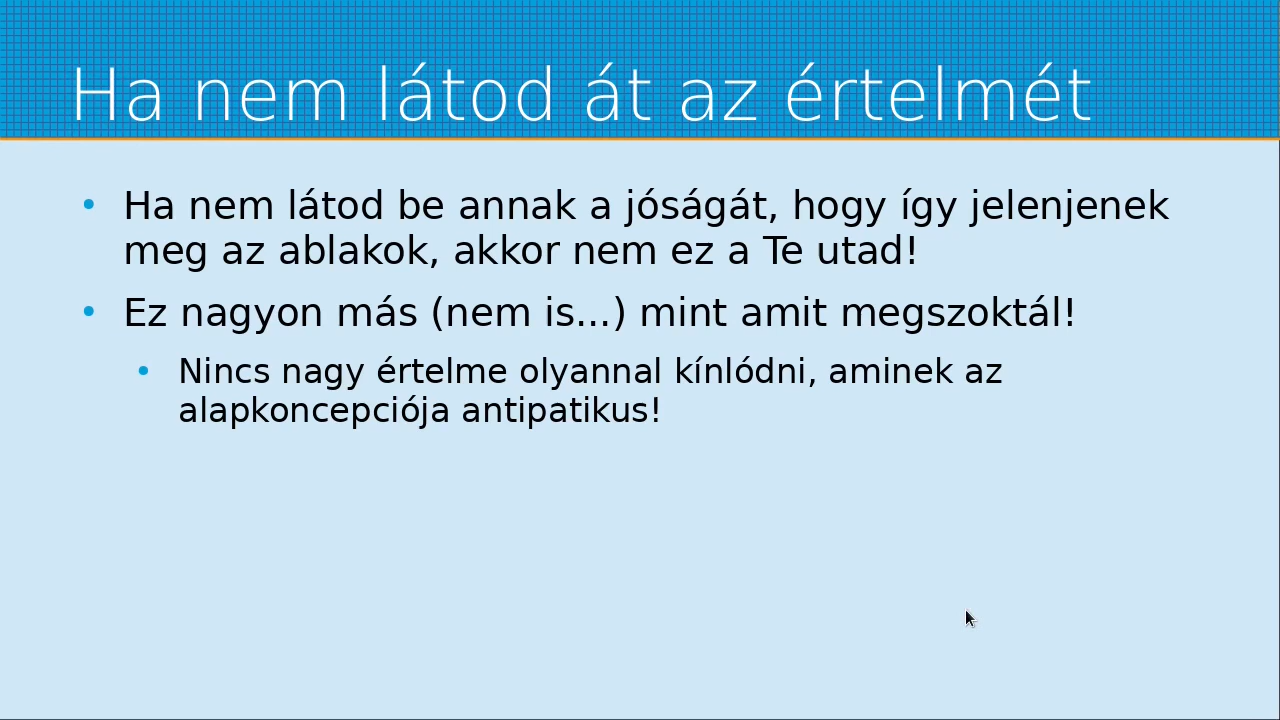 Ha nem látod át az értelmét
Ha nem látod be annak a jóságát, hogy így jelenjenek
meg az ablakok, akkor nem ez a Te utad!
Ez nagyon más (nem is...) mint amit megszoktál!
Nincs nagy értelme olyannal kínlódni, aminek az
alapkoncepciója antipatikus!